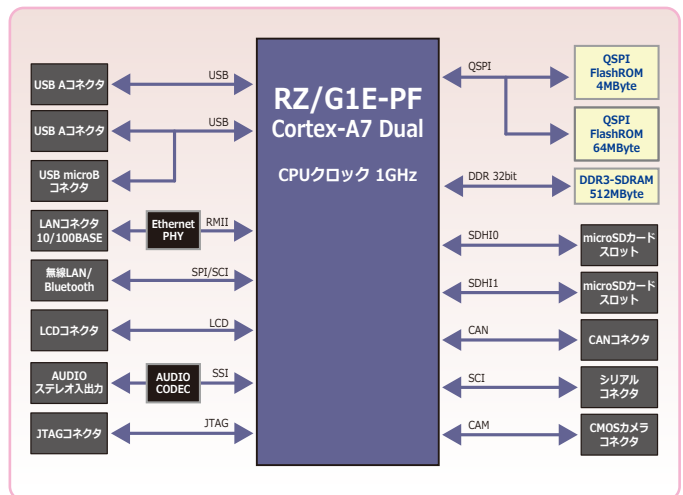 RZ/G1E-PF
Cortex-A7 Dual
CPUクロック 1GHz
USB Aコネクタ
USB
USB Aコネクタ
USB
USB microB
コネクタ
LANコネクタ
10/100BASE
Ethernet
PHY
RMII
無線LAN/
Bluetooth
SPI/SCI
LCDコネクタ
LCD
AUDIO
ステレオ入出力
AUDIO
CODEC
SSI
JTAGコネクタ
JTAG
QSPI
QSPI
FlashROM
4MByte
QSPI
FlashROM
64MByte
DDR 32bit
DDR3-SDRAM
512MByte
SDHI0
microSDカード
スロット
SDHI1
microSDカード
スロット
CAN
CANコネクタ
SCI
シリアル
コネクタ
CAM
CMOSカメラ
コネクタ